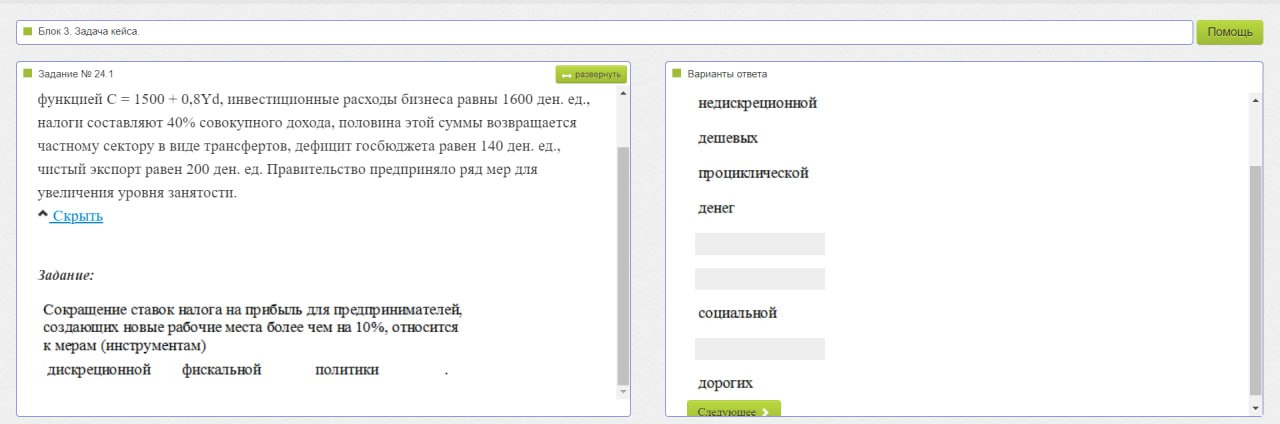 Блок 3. Задача кейса.
Помощь
Задание № 24.1
развернуть
функцией C = 1500 + 0,8Yd, инвестиционные расходы бизнеса равны 1600 ден. ед.,
налоги составляют 40% совокупного дохода, половина этой суммы возвращается
частному сектору в виде трансфертов, дефицит госбюджета равен 140 ден. ед.,
чистый экспорт равен 200 ден. ед. Правительство предприняло ряд мер для
увеличения уровня занятости.
Скрыть
Задание:
Сокращение ставок налога на прибыль для предпринимателей,
создающих новые рабочие места более чем на 10%, относится
к мерам (инструментам)
дискреционной фискальной политики .
Варианты ответа
недискреционной
дешевых
проциклической
денег
социальной
дорогих
Следующее